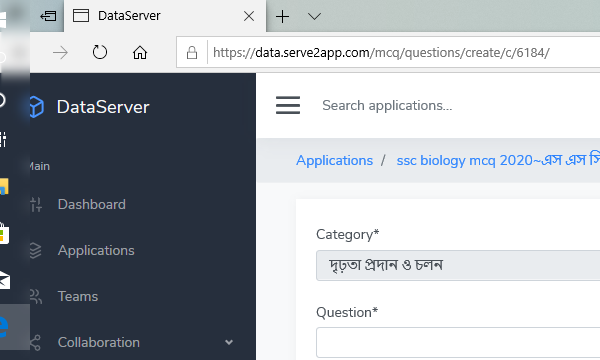 DataServer
https://data.serve2app.com/mcq/questions/create/c/6184/
DataServer
Search applications...
Applications / ssc biology mcq 2020~এস এস
Main
Dashboard
Applications
Teams
Collaboration
Category*
দৃঢ়তা প্রদান ও চলন
Question*